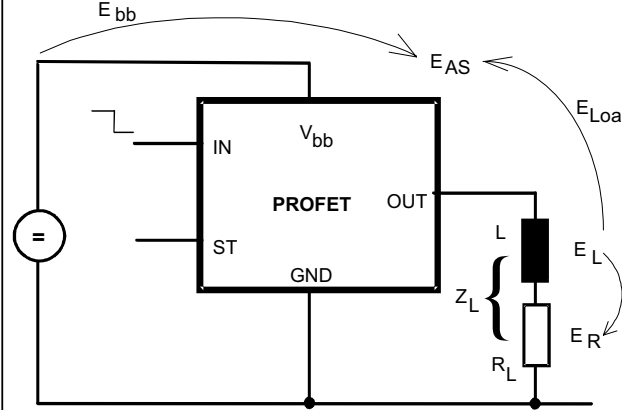 E bb
E AS
E Loa
IN
V bb
PROFET
OUT
ST
GND
=
L
E L
Z L
{
R L
E R